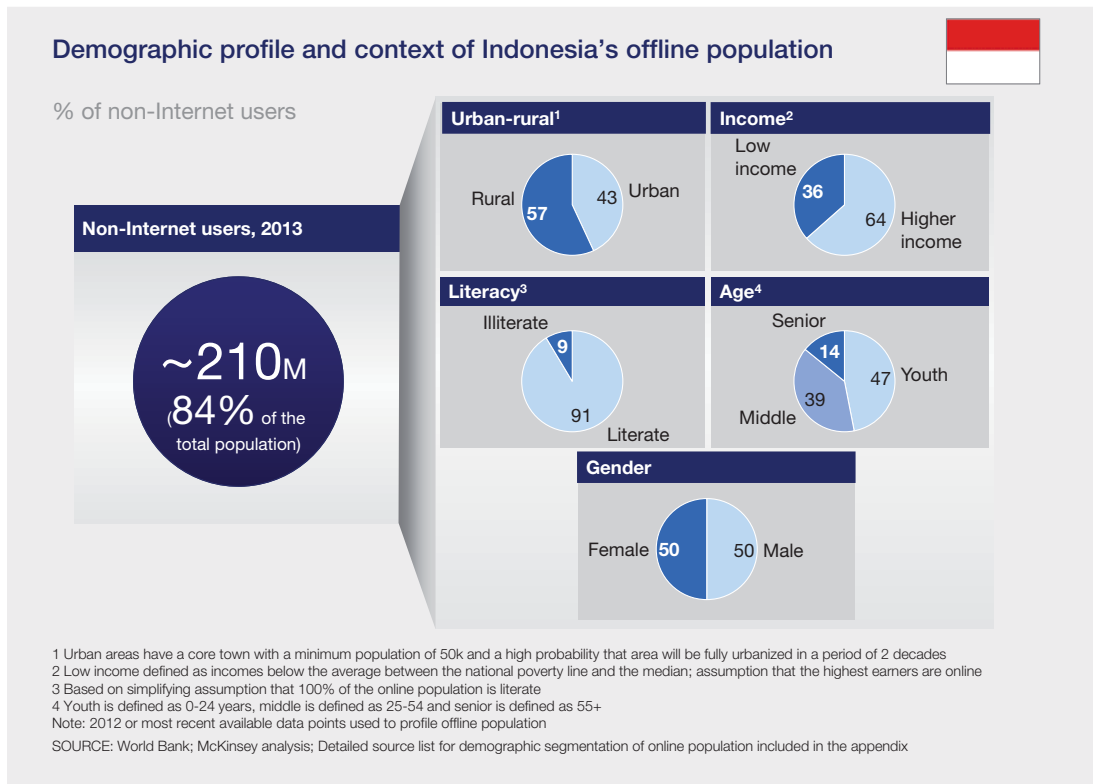 Demographic profile and context of Indonesia’s offline population
% of non-Internet users
Non-Internet users, 2013
~210M
(84% of the
total population)
Urban-rural¹
Rural
57
43
Urban
Income²
Low
income
36
64
Higher
income
Literacy³
Illiterate
9
91
Literate
Age⁴
Senior
14
47
Youth
39
Middle
Gender
Female
50
50
Male
1 Urban areas have a core town with a minimum population of 50k and a high probability that area will be fully urbanized in a period of 2 decades
2 Low income defined as incomes below the average between the national poverty line and the median; assumption that the highest earners are online
3 Based on simplifying assumption that 100% of the online population is literate
4 Youth is defined as 0-24 years, middle is defined as 25-54 and senior is defined as 55+
Note: 2012 or most recent available data points used to profile offline population
SOURCE: World Bank; McKinsey analysis; Detailed source list for demographic segmentation of online population included in the appendix